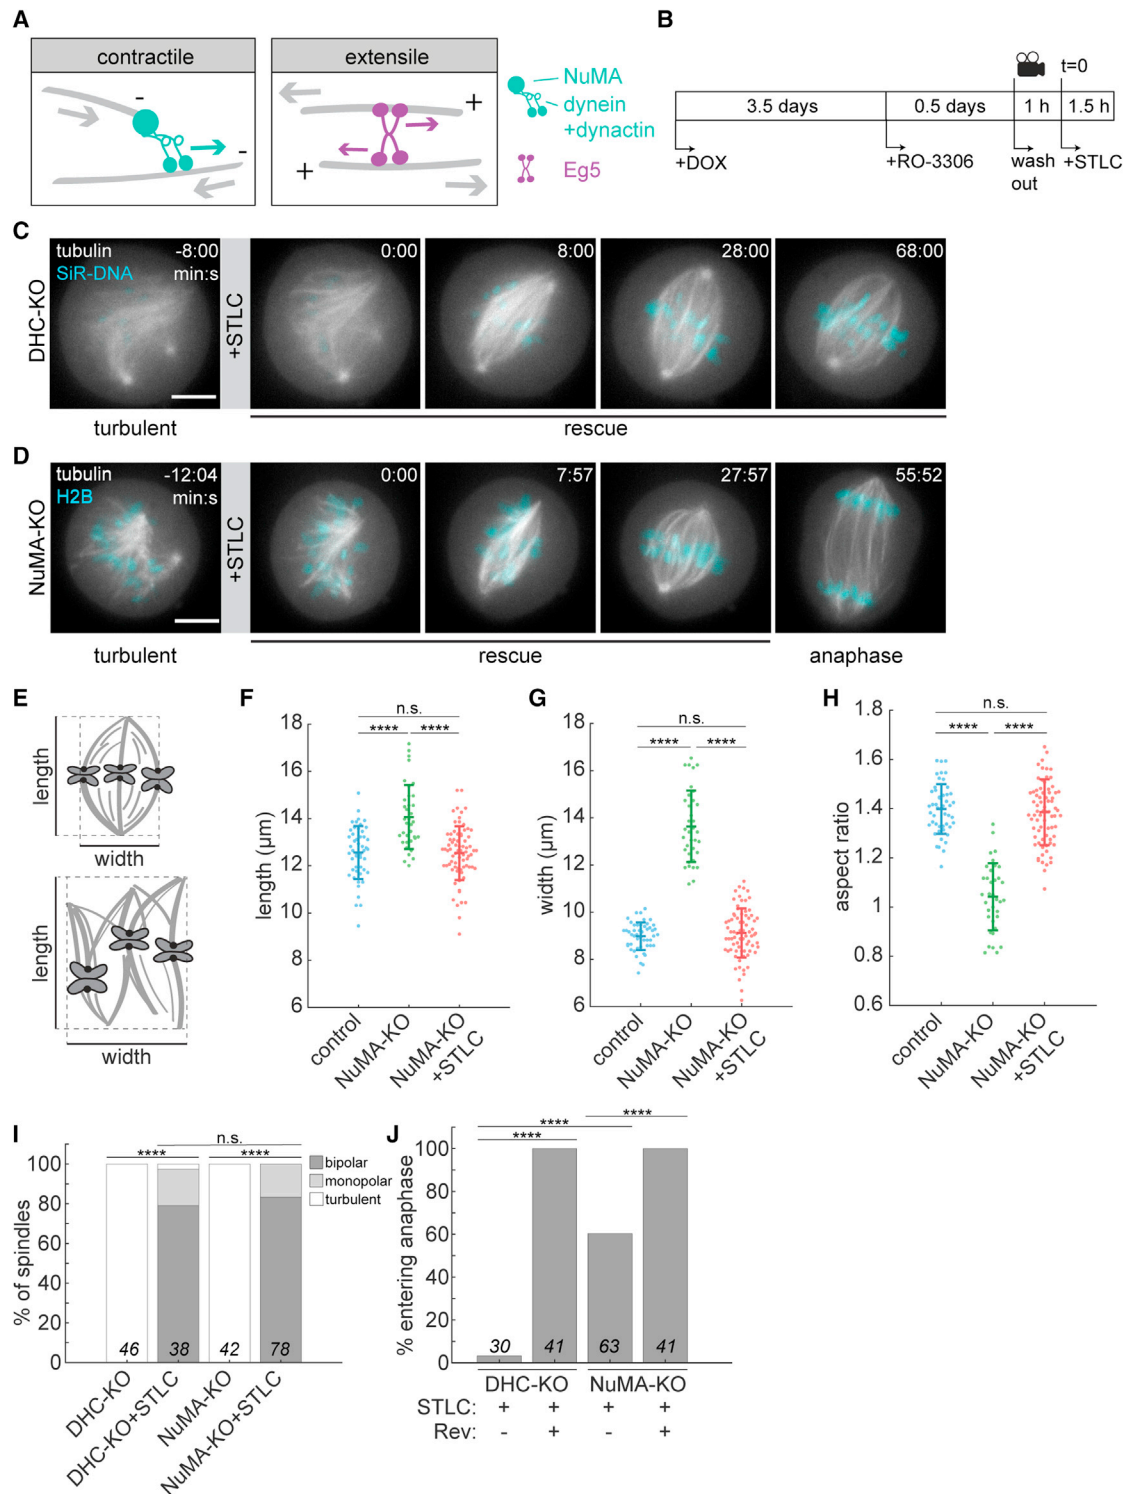 A
contractile
extensile
-
-
+
+
NuMA
dynein
+dynactin
Eg5
B
t=0
3.5 days
0.5 days
1 h
1.5 h
+DOX
+RO-3306
wash
out
+STLC
C
DHC-KO
tubulin
SiR-DNA
-8:00
min:s
+STLC
0:00
8:00
28:00
68:00
turbulent
rescue
D
NuMA-KO
tubulin
H2B
-12:04
min:s
+STLC
0:00
7:57
27:57
55:52
turbulent
rescue
anaphase
E
length
width
length
width
F
n.s.
**** ****
length (µm)
18
16
14
12
10
8
6
control
NuMA-KO
NuMA-KO
+STLC
G
n.s.
**** ****
width (µm)
18
16
14
12
10
8
6
control
NuMA-KO
NuMA-KO
+STLC
H
n.s.
**** ****
aspect ratio
1.8
1.6
1.4
1.2
1
0.8
0.6
control
NuMA-KO
NuMA-KO
+STLC
I
n.s.
**** ****
% of spindles
100
80
60
40
20
0
bipolar
monopolar
turbulent
46 38 42 78
DHC-KO
DHC-KO+STLC
NuMA-KO
NuMA-KO+STLC
J
****
****
****
% entering anaphase
100
80
60
40
20
0
30 41 63 41
DHC-KO NuMA-KO
STLC: + + + +
Rev: - + - +